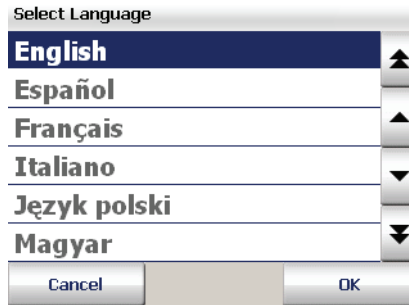 Select Language
English
Español
Français
Italiano
Język polski
Magyar
Cancel
OK